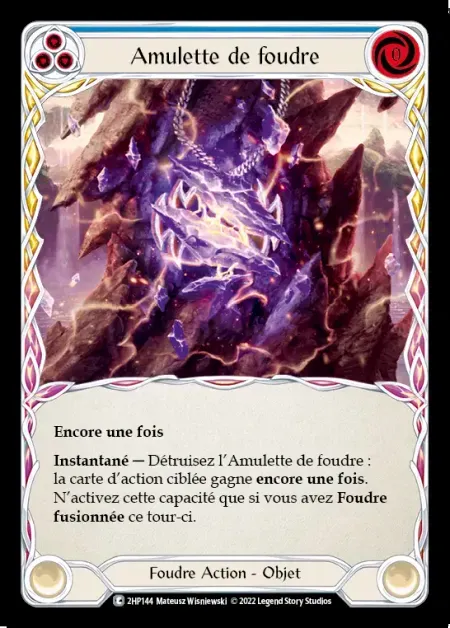 Amulette de foudre
0
Encore une fois
Instantané — Détruisez l'Amulette de foudre :
la carte d'action ciblée gagne encore une fois.
N'activez cette capacité que si vous avez Foudre
fusionnée ce tour-ci.
Foudre Action - Objet
C 2HP144 Mateusz Wisniewski © 2022 Legend Story Studios